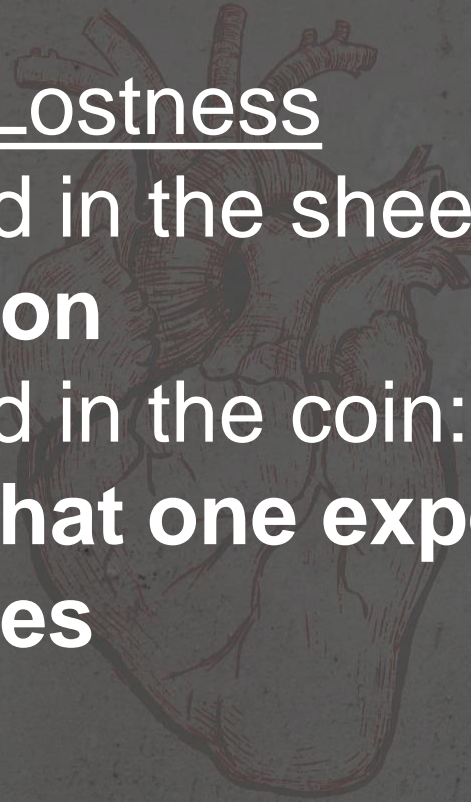 Lostness
d in the shee
on
d in the coin:
hat one exp
es